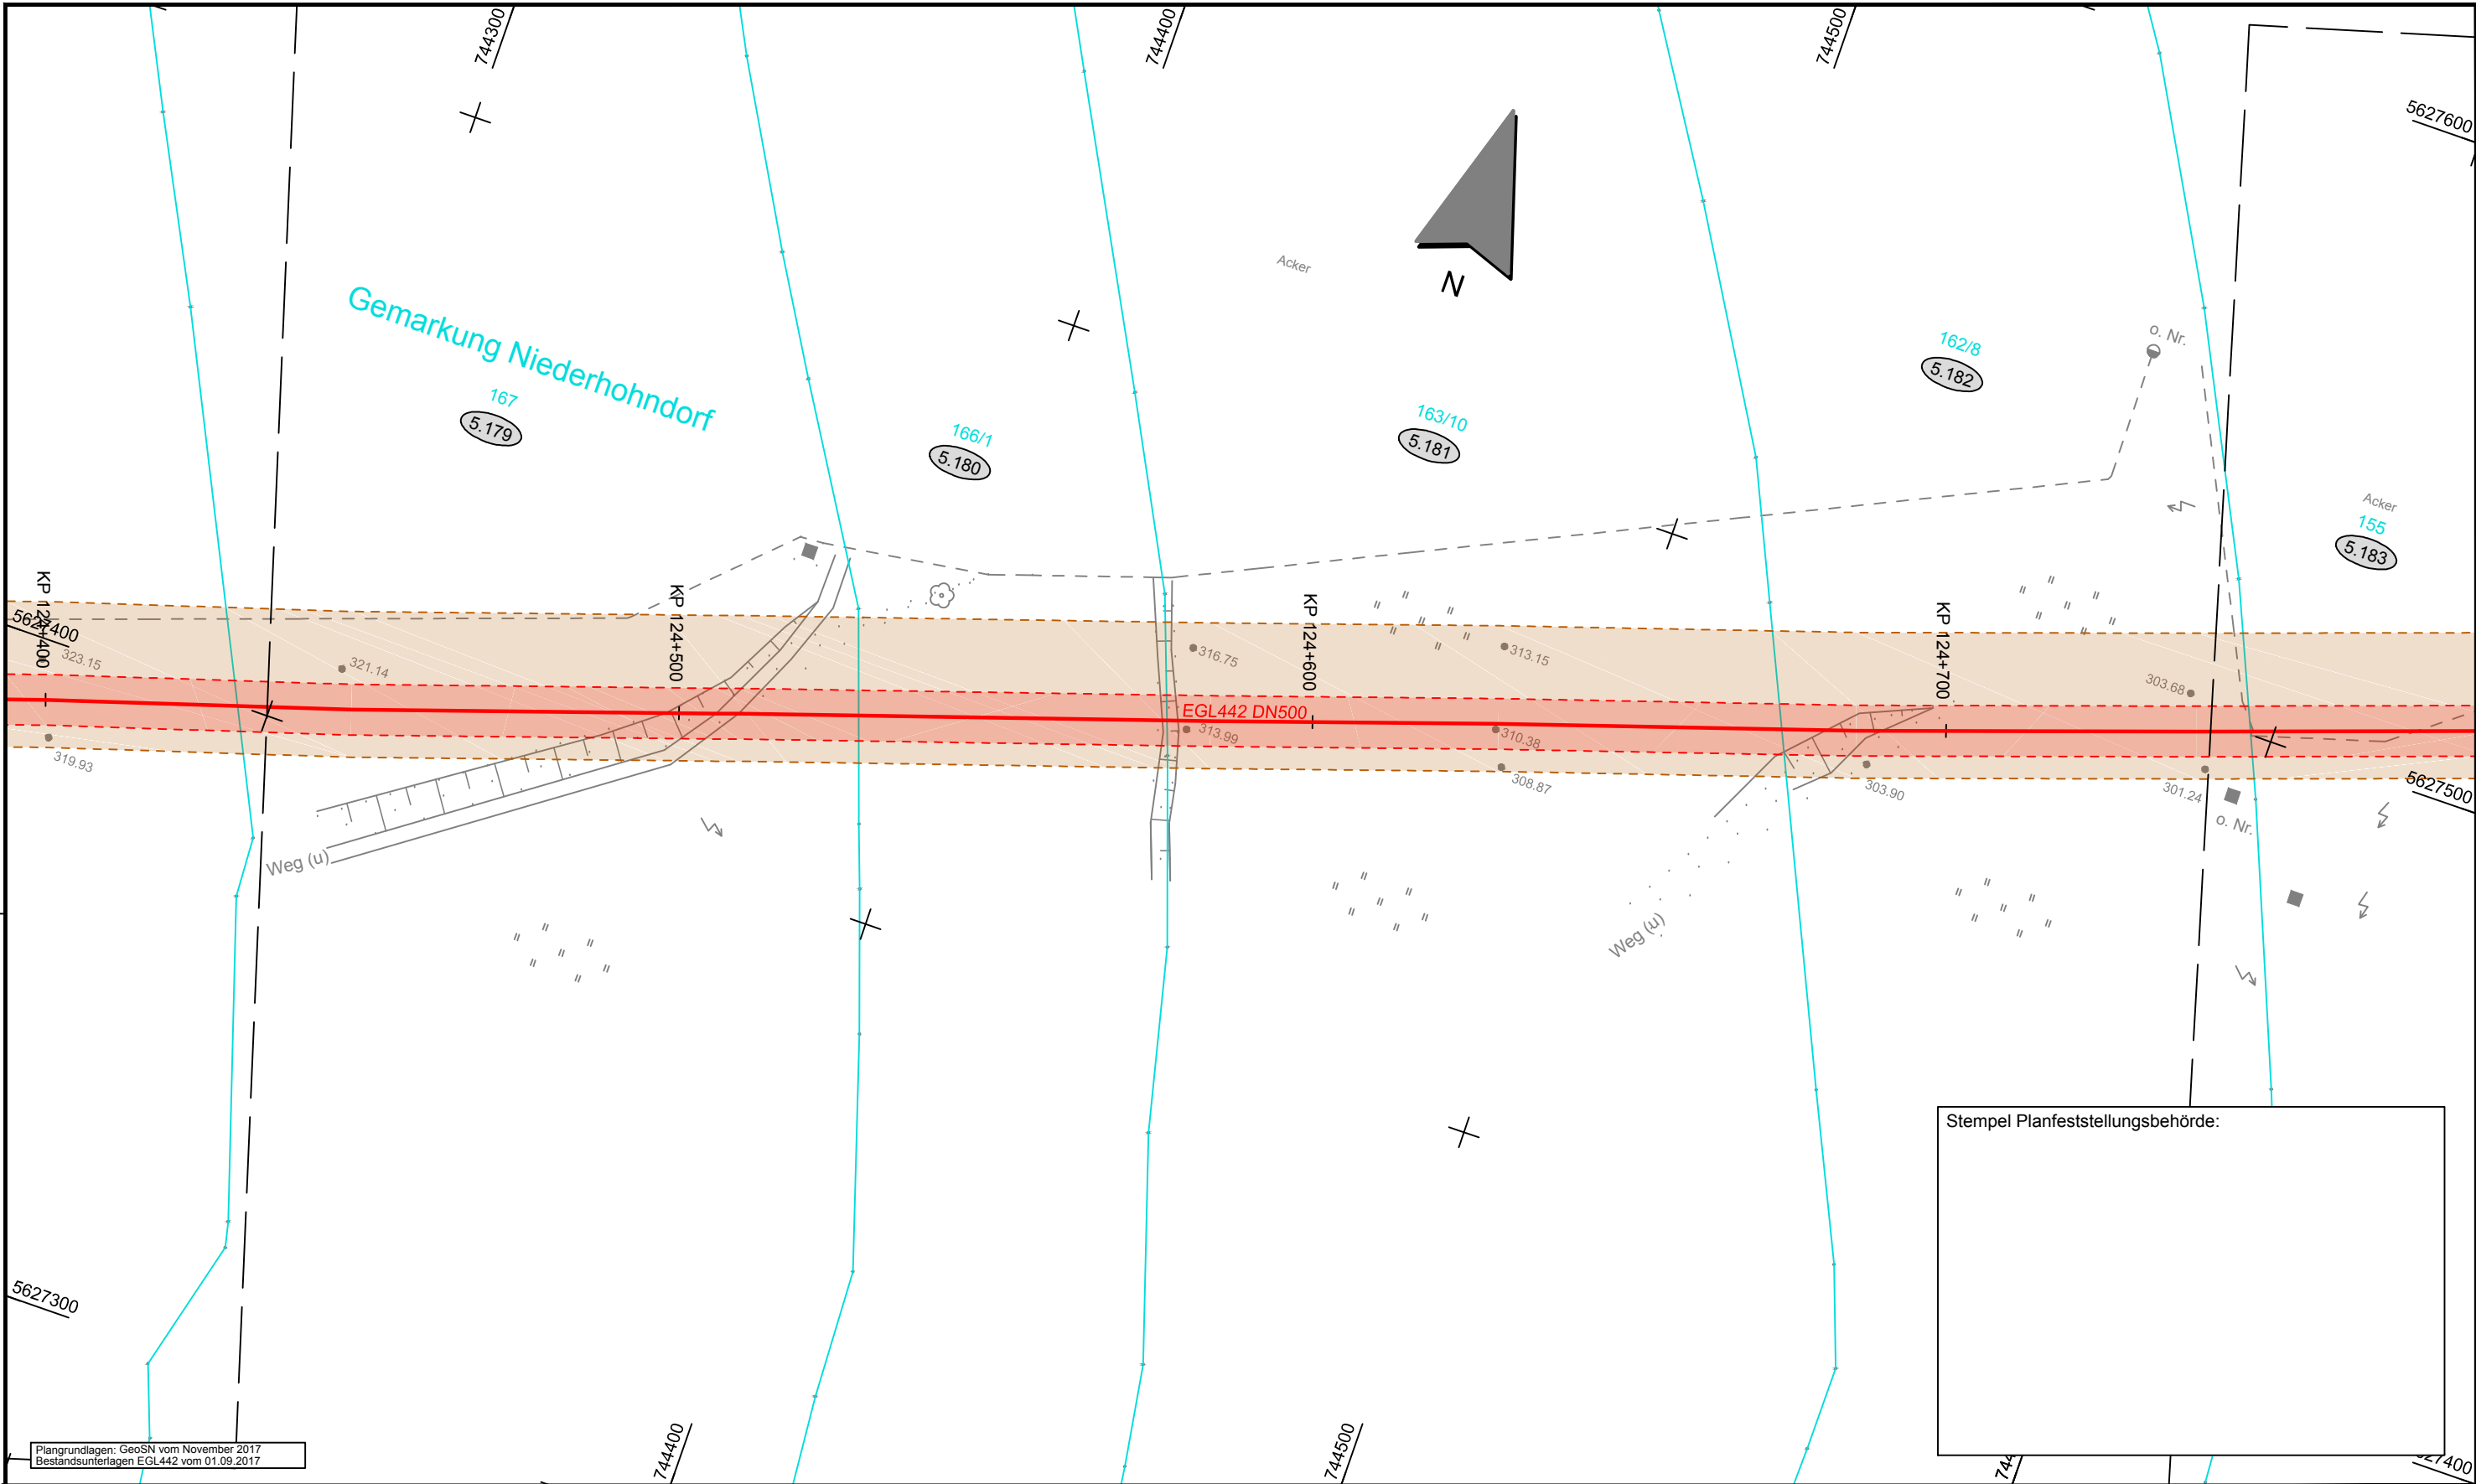 744300
744400
744500
5627600
N
Acker
Gemarkung Niederhohndorf
167
5.179
166/1
5.180
163/10
5.181
162/8
5.182
o. Nr.
Acker
155
5.183
KP 124+400
KP 124+500
KP 124+600
KP 124+700
5627400
323.15
321.14
316.75
313.15
303.68
EGL442 DN500
313.99
310.38
319.93
308.87
303.90
301.24
5627500
o. Nr.
Weg (u)
Weg (u)
Stempel Planfeststellungsbehörde:
5627300
Plangrundlagen: GeoSN vom November 2017
Bestandsunterlagen EGL442 vom 01.09.2017
744400
744500